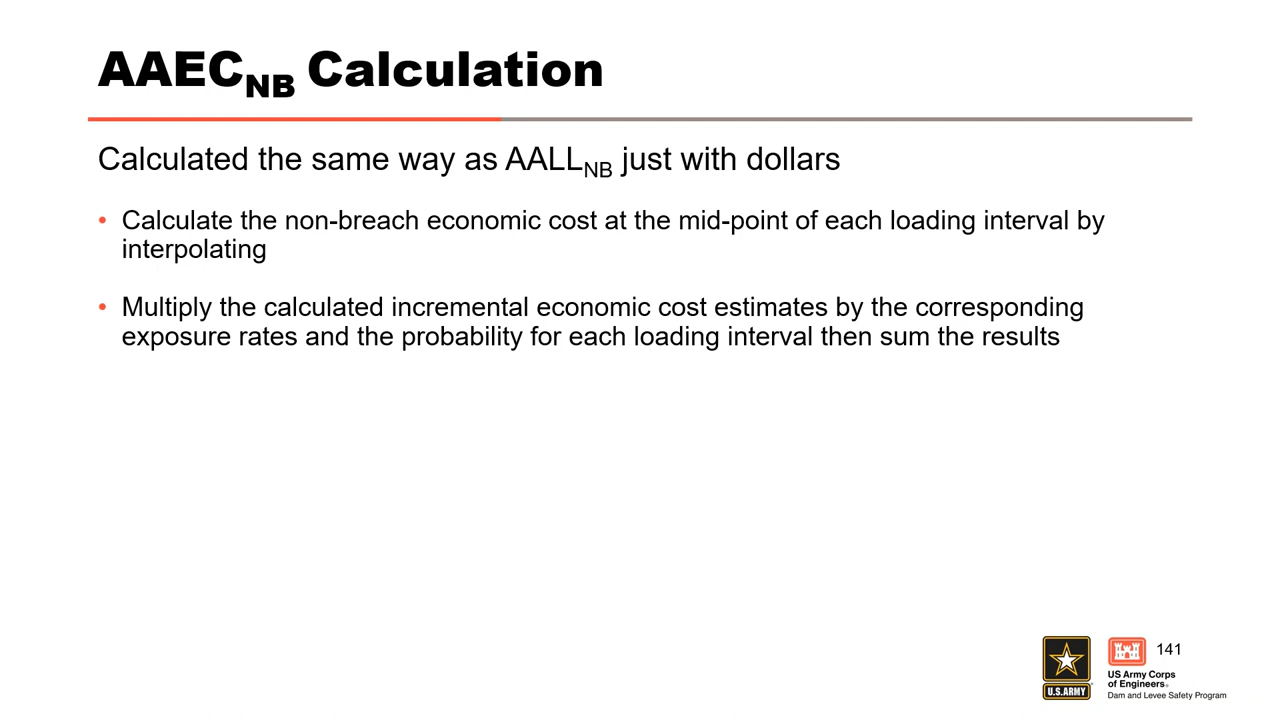 AAECNB Calculation
Calculated the same way as AALLNB just with dollars
• Calculate the non-breach economic cost at the mid-point of each loading interval by
interpolating
• Multiply the calculated incremental economic cost estimates by the corresponding
exposure rates and the probability for each loading interval then sum the results
141
U.S.ARMY
US Army Corps
of Engineers®
Dam and Levee Safety Program